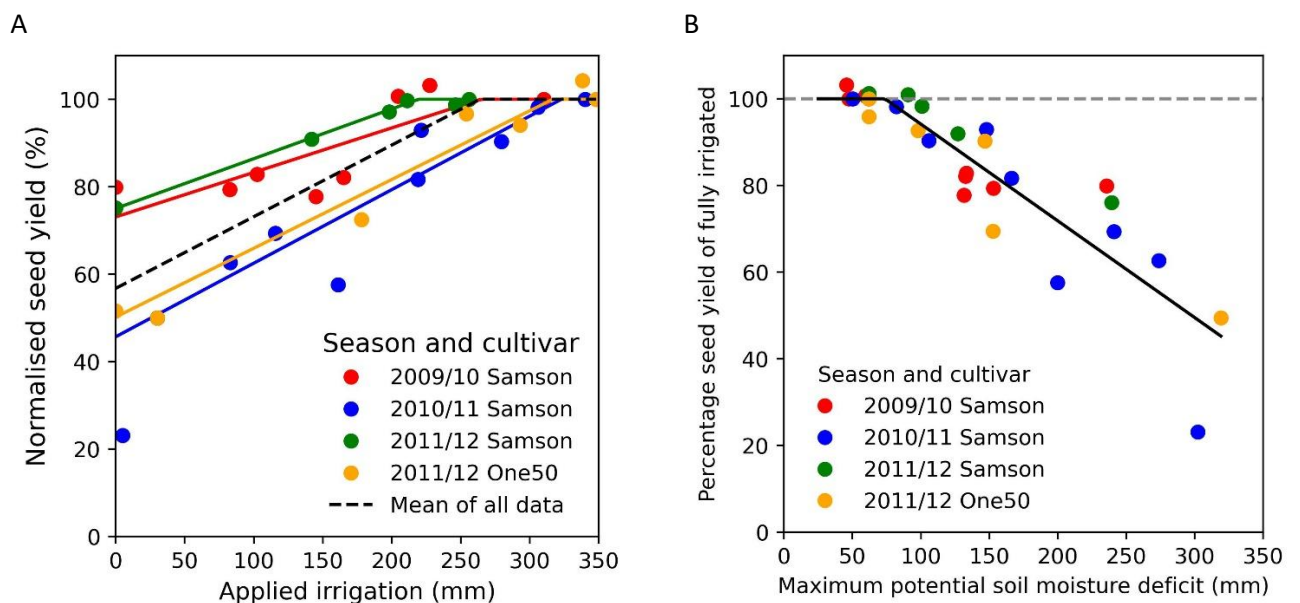 A
Normalised seed yield (%)
100
80
60
40
20
0
Season and cultivar
2009/10 Samson
2010/11 Samson
2011/12 Samson
2011/12 One50
Mean of all data
0 50 100 150 200 250 300 350
Applied irrigation (mm)
B
Percentage seed yield of fully irrigated
100
80
60
40
20
0
Season and cultivar
2009/10 Samson
2010/11 Samson
2011/12 Samson
2011/12 One50
0 50 100 150 200 250 300 350
Maximum potential soil moisture deficit (mm)